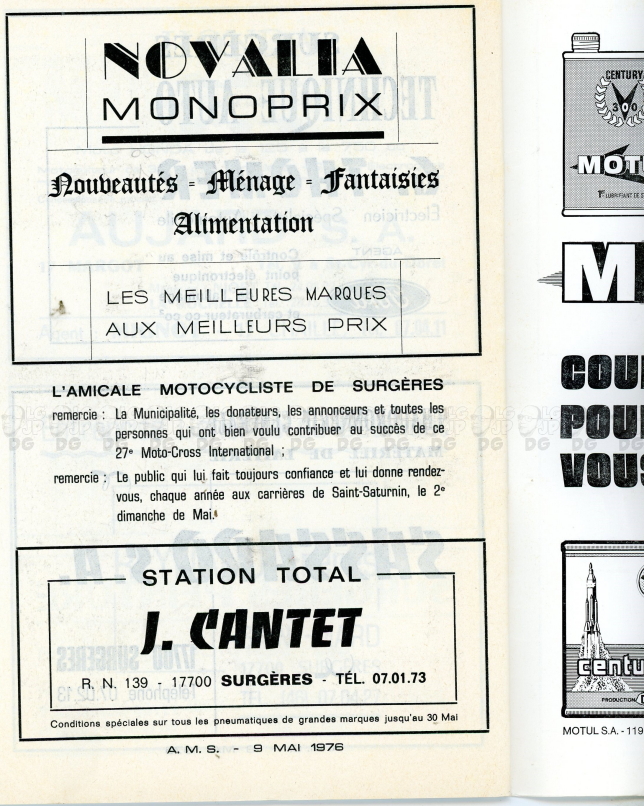 NOVALIA
MONOPRIX
Nouveautés = Ménage = Fantaisies
Alimentation
LES MEILLEURES MARQUES
AUX MEILLEURS PRIX
L'AMICALE MOTOCYCLISTE DE SURGÈRES
remercie : La Municipalité, les donateurs, les annonceurs et toutes les
personnes qui ont bien voulu contribuer au succès de ce
27e Moto-Cross International ;
remercie : Le public qui lui fait toujours confiance et lui donne rendez-
vous, chaque année aux carrières de Saint-Saturnin, le 2e
dimanche de Mai.
STATION TOTAL
J. CANTET
R. N. 139 - 17700 SURGÈRES - TÉL. 07.01.73
Conditions spéciales sur tous les pneumatiques de grandes marques jusqu'au 30 Mai
A. M. S. - 9 MAI 1976
CENTURY
300
MOTU
M
COU
POU
VOUS
centu
PRODUCTION
MOTUL S.A. - 119